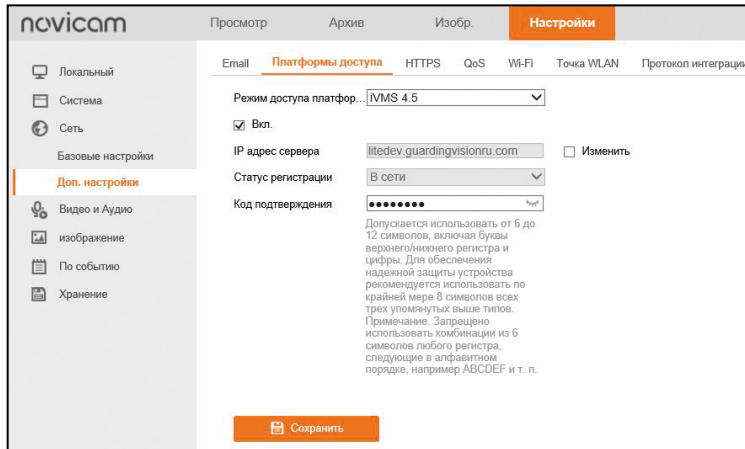 novicam
Просмотр Архив Изобр. Настройки
Локальный
Система
Сеть
Базовые настройки
Доп. настройки
Видео и Аудио
изображение
По событию
Хранение
Email Платформы доступа HTTPS QoS Wi-Fi Точка WLAN Протокол интеграции
Режим доступа платфор... iVMS 4.5
Вкл.
IP адрес сервера litedev.guardingvisionru.com Изменить
Статус регистрации В сети
Код подтверждения ●●●●●●●●
Допускается использовать от 6 до
12 символов, включая буквы
верхнего/нижнего регистра и
цифры. Для обеспечения
надежной защиты устройства
рекомендуется использовать по
крайней мере 8 символов всех
трех упомянутых выше типов.
Примечание. Запрещено
использовать комбинации из 6
символов любого регистра,
следующие в алфавитном
порядке, например ABCDEF и т. п.
Сохранить